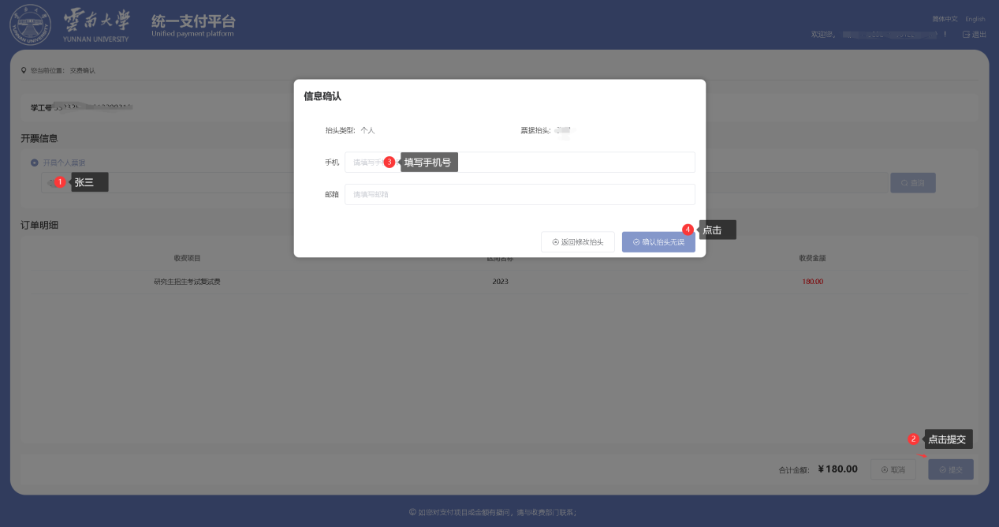 雲南大學
YUNNAN UNIVERSITY
统一支付平台
Unified payment platform
简体中文 English
欢迎您, ! 退出
您当前位置: 交费确认
学工号
开票信息
开具个人票据
1 张三
查询
信息确认
抬头类型: 个人
票据抬头:
手机 请填写手 3 填写手机号
邮箱 请填写邮箱
返回修改抬头
确认抬头无误
4 点击
订单明细
收费项目 区间名称 收费金额
研究生招生考试复试费 2023 180.00
2 点击提交
合计金额: ¥180.00
取消
提交
© 如您对支付项目或金额有疑问, 请与收费部门联系;